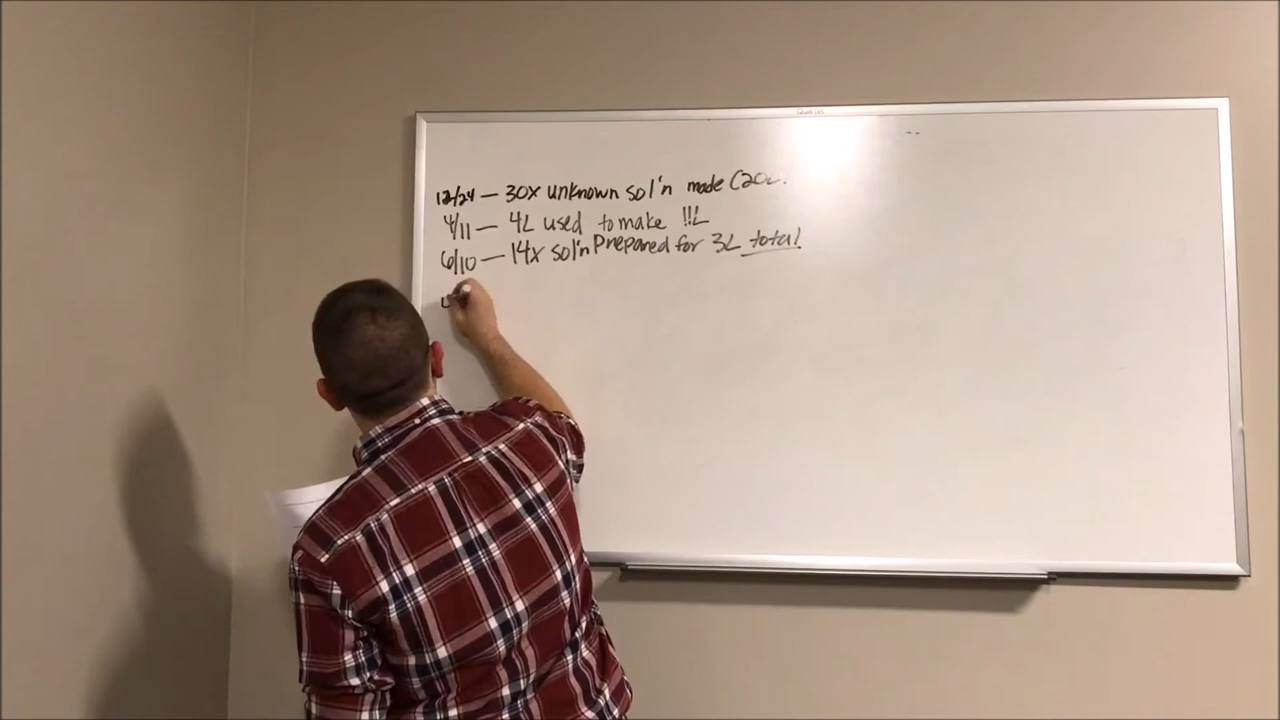 Quartet
12/24 — 30X unknown sol'n made (20L.
4/11 — 4L used to make !!L
6/10 — 14X sol'n Prepared for 3L total